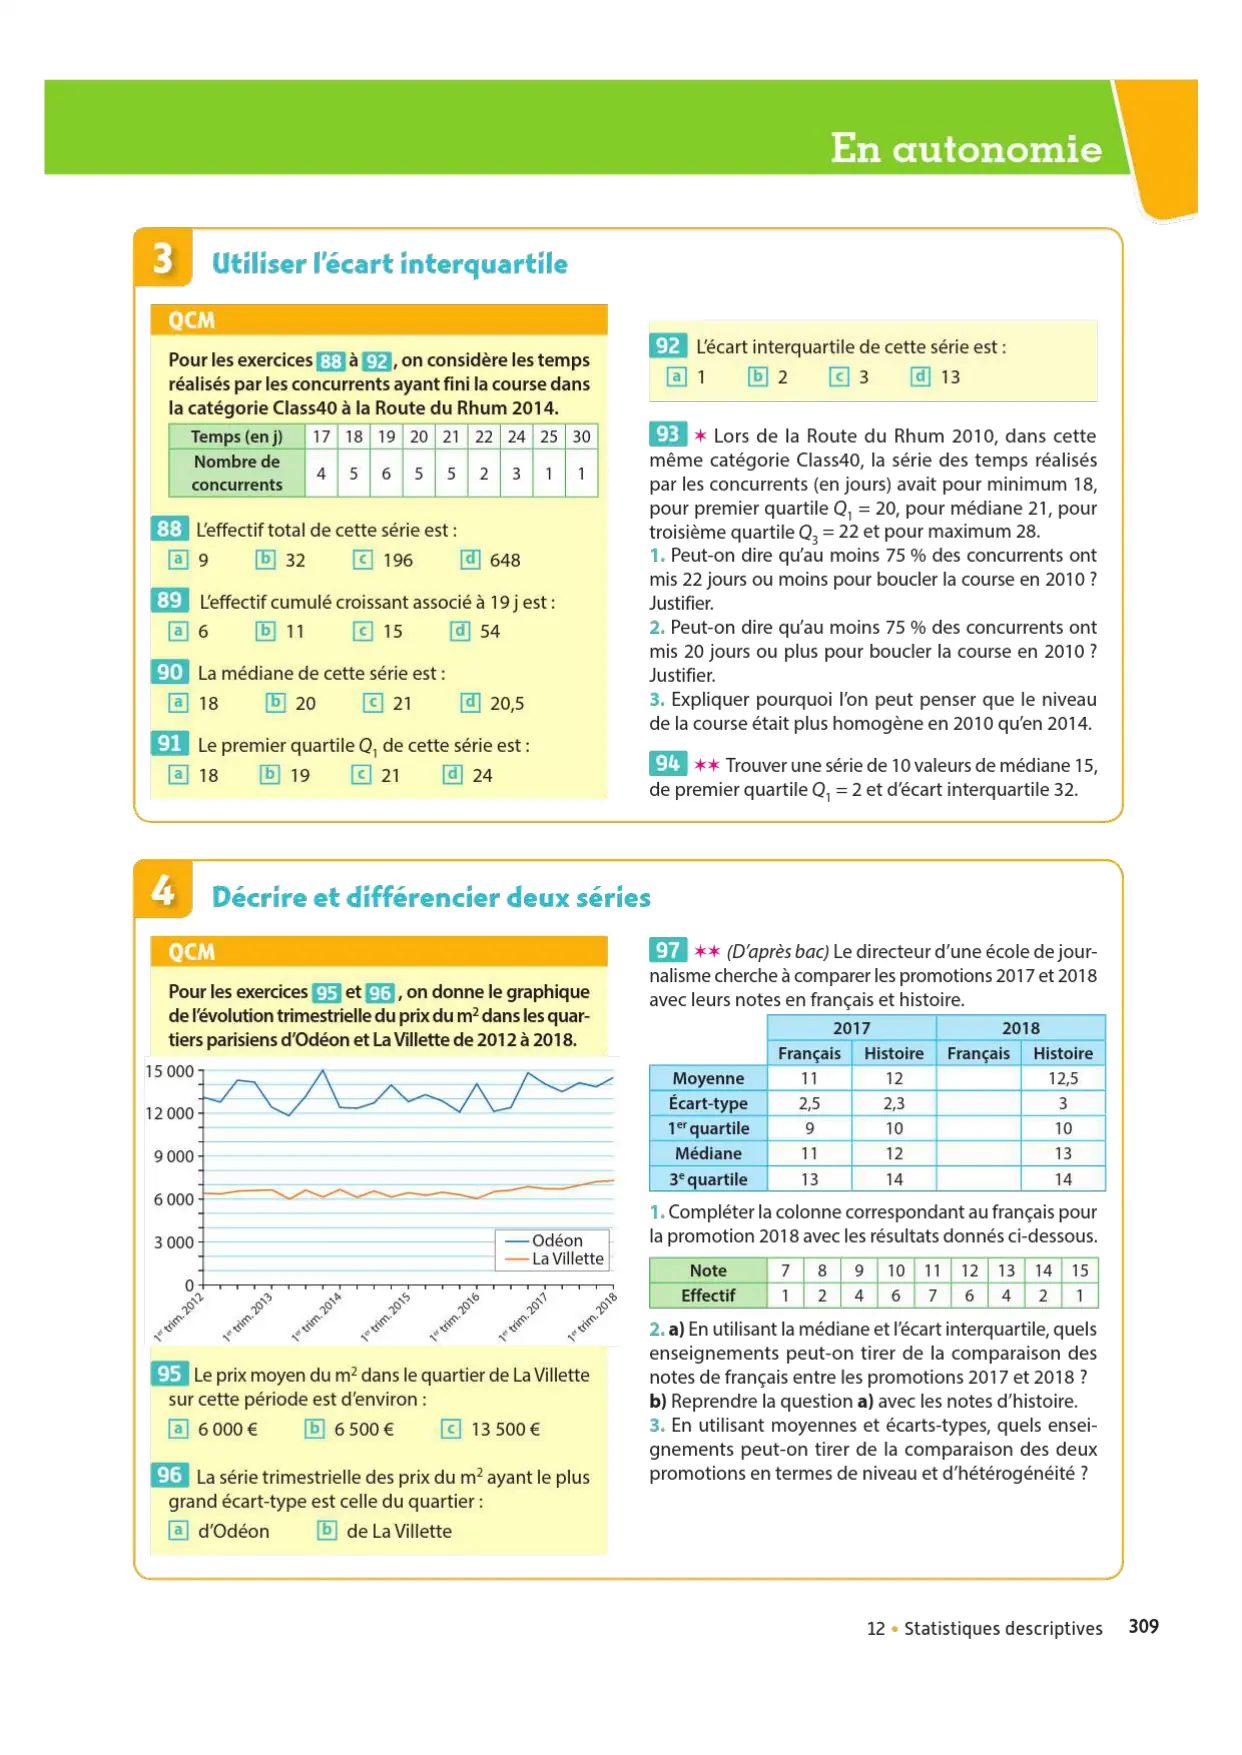 En autonomie
3 Utiliser l'écart interquartile
QCM
Pour les exercices 88 à 92, on considère les temps
réalisés par les concurrents ayant fini la course dans
la catégorie Class40 à la Route du Rhum 2014.
Temps (en j) 17 18 19 20 21 22 24 25 30
Nombre de
concurrents 4 5 6 5 5 2 3 1 1
88 L'effectif total de cette série est :
a 9 b 32 c 196 d 648
89 L'effectif cumulé croissant associé à 19 j est :
a 6 b 11 c 15 d 54
90 La médiane de cette série est :
a 18 b 20 c 21 d 20,5
91 Le premier quartile Q1 de cette série est :
a 18 b 19 c 21 d 24
92 L'écart interquartile de cette série est :
a 1 b 2 c 3 d 13
93 ★ Lors de la Route du Rhum 2010, dans cette
même catégorie Class40, la série des temps réalisés
par les concurrents (en jours) avait pour minimum 18,
pour premier quartile Q1 = 20, pour médiane 21, pour
troisième quartile Q3 = 22 et pour maximum 28.
1. Peut-on dire qu'au moins 75 % des concurrents ont
mis 22 jours ou moins pour boucler la course en 2010 ?
Justifier.
2. Peut-on dire qu'au moins 75 % des concurrents ont
mis 20 jours ou plus pour boucler la course en 2010 ?
Justifier.
3. Expliquer pourquoi l'on peut penser que le niveau
de la course était plus homogène en 2010 qu'en 2014.
94 ★★ Trouver une série de 10 valeurs de médiane 15,
de premier quartile Q1 = 2 et d'écart interquartile 32.
4 Décrire et différencier deux séries
QCM
Pour les exercices 95 et 96, on donne le graphique
de l'évolution trimestrielle du prix du m² dans les quar-
tiers parisiens d'Odéon et La Villette de 2012 à 2018.
15 000
12 000
9 000
6 000
3 000
0
Odéon
La Villette
1er trim. 2012
1er trim. 2013
1er trim. 2014
1er trim. 2015
1er trim. 2016
1er trim. 2017
1er trim. 2018
95 Le prix moyen du m² dans le quartier de La Villette
sur cette période est d'environ :
a 6 000 € b 6 500 € c 13 500 €
96 La série trimestrielle des prix du m² ayant le plus
grand écart-type est celle du quartier :
a d'Odéon b de La Villette
97 ★★ (D'après bac) Le directeur d'une école de jour-
nalisme cherche à comparer les promotions 2017 et 2018
avec leurs notes en français et histoire.
2017 2018
Français Histoire Français Histoire
Moyenne 11 12 12,5
Écart-type 2,5 2,3 3
1er quartile 9 10 10
Médiane 11 12 13
3e quartile 13 14 14
1. Compléter la colonne correspondant au français pour
la promotion 2018 avec les résultats donnés ci-dessous.
Note 7 8 9 10 11 12 13 14 15
Effectif 1 2 4 6 7 6 4 2 1
2. a) En utilisant la médiane et l'écart interquartile, quels
enseignements peut-on tirer de la comparaison des
notes de français entre les promotions 2017 et 2018 ?
b) Reprendre la question a) avec les notes d'histoire.
3. En utilisant moyennes et écarts-types, quels ensei-
gnements peut-on tirer de la comparaison des deux
promotions en termes de niveau et d'hétérogénéité ?
12 • Statistiques descriptives 309